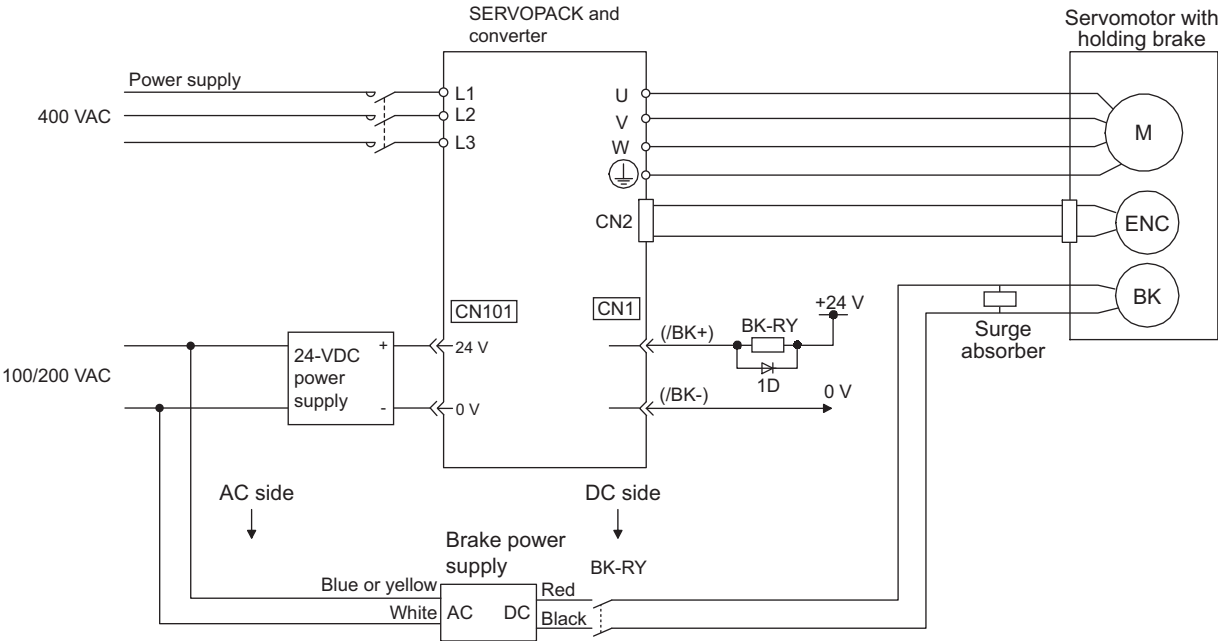 SERVOPACK and
converter
Servomotor with
holding brake
Power supply
400 VAC
L1
L2
L3
U
V
W
M
CN2
ENC
BK
CN101
CN1
+24 V
(/BK+)
BK-RY
Surge
absorber
100/200 VAC
24-VDC
power
supply
+
-
24 V
0 V
1D
(/BK-)
0 V
AC side
DC side
Brake power
supply
BK-RY
Blue or yellow
White
AC
DC
Red
Black